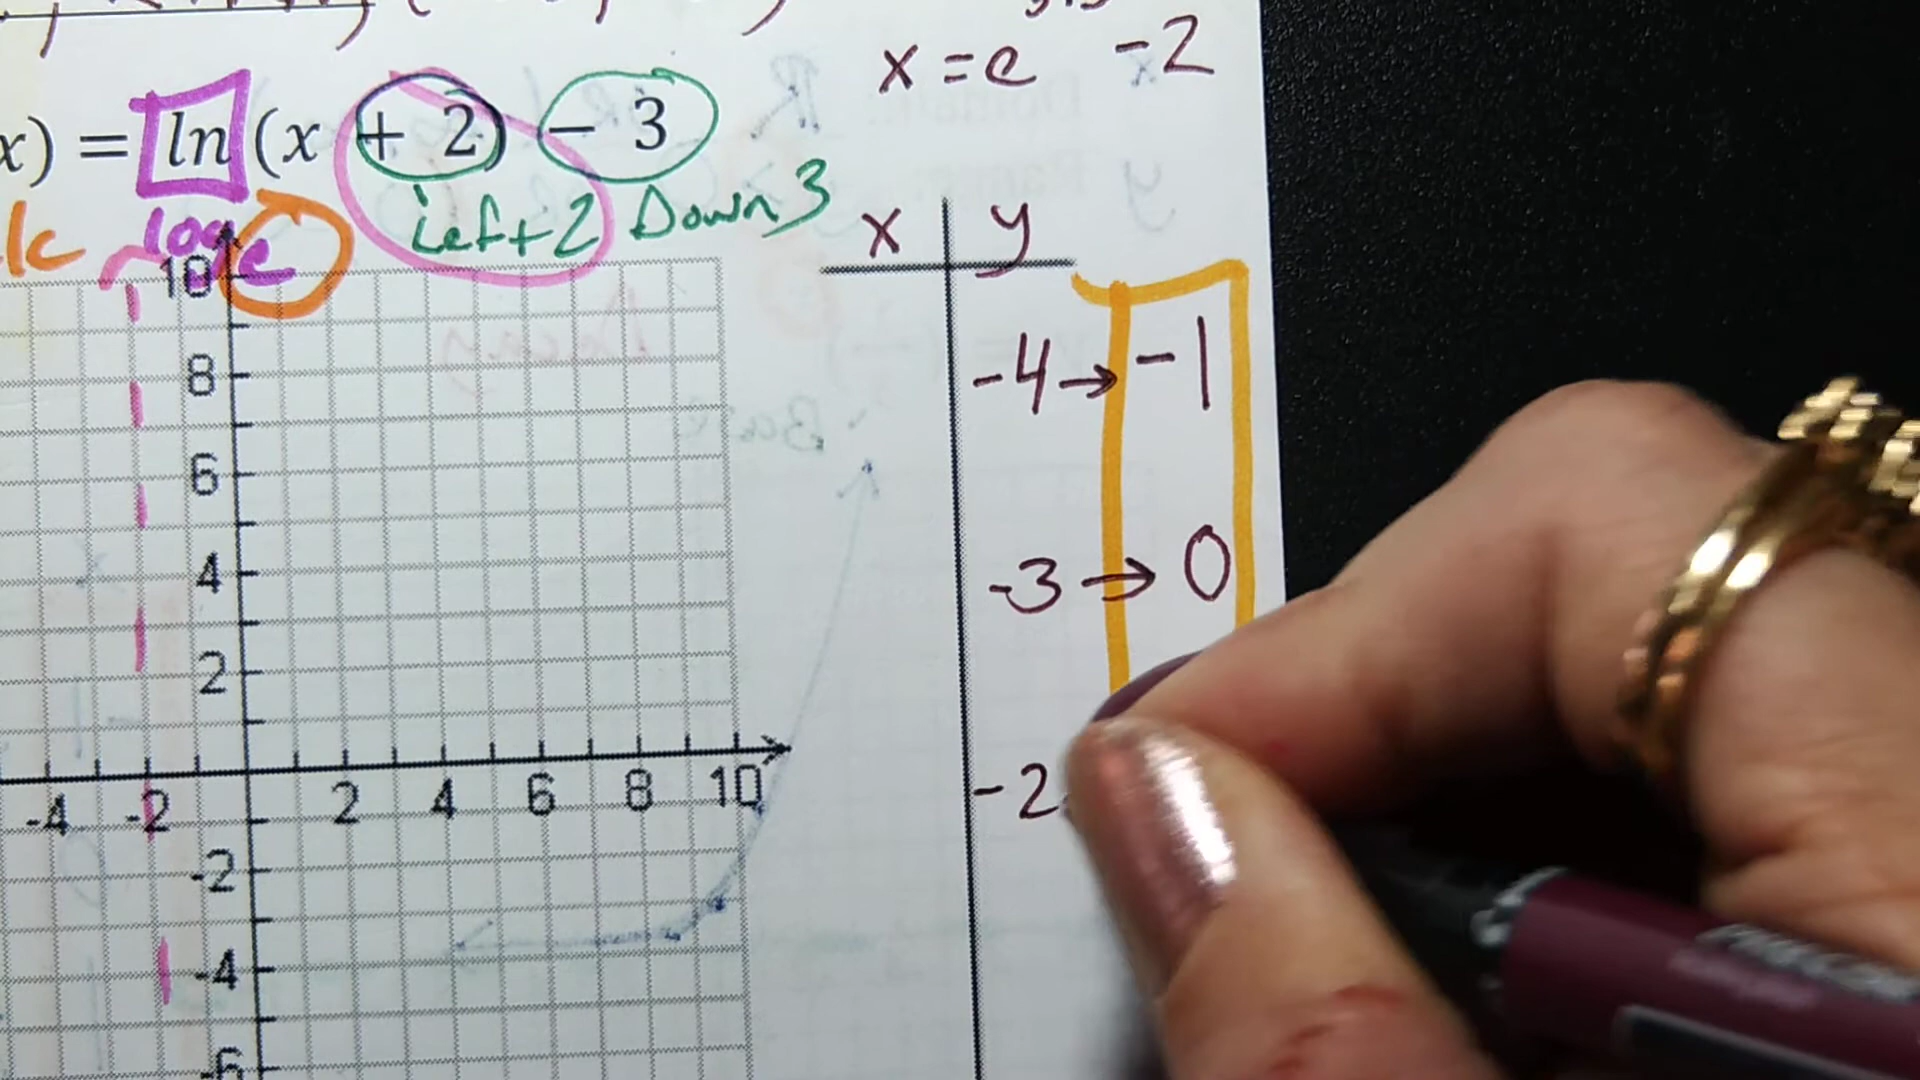 x = e -2
x) = ln (x + 2) - 3
Left 2 Down 3
lc
log e
x y
10
8
6
4
2
-4 -2 2 4 6 8 10
-2
-4
-6
-4 → -1
-3 → 0
-2